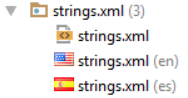 strings.xml (3)
strings.xml
strings.xml (en)
strings.xml (es)